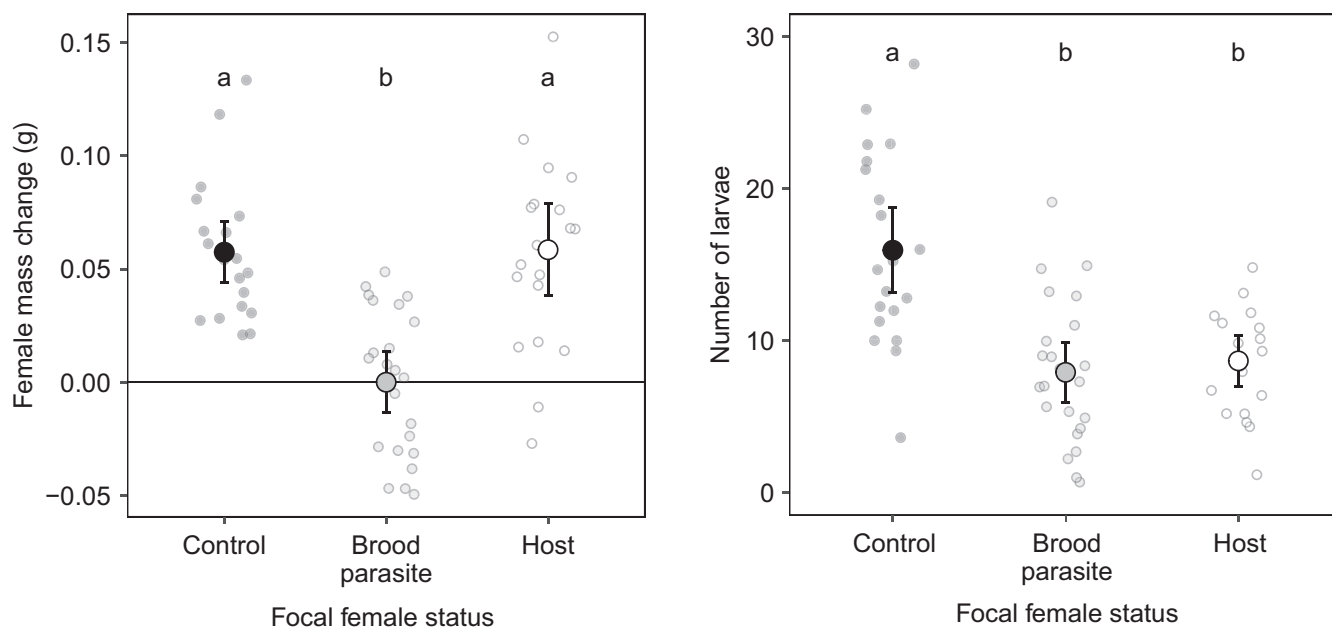 Female mass change (g)
0.15
0.10
0.05
0.00
−0.05
a
b
a
Control
Brood
parasite
Host
Focal female status
Number of larvae
30
20
10
0
a
b
b
Control
Brood
parasite
Host
Focal female status